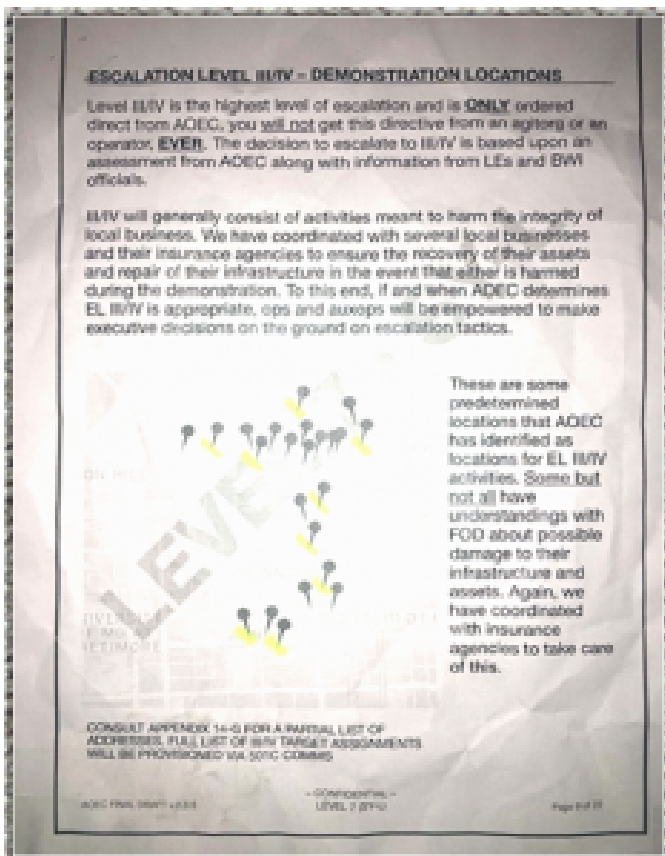 ESCALATION LEVEL III/IV – DEMONSTRATION LOCATIONS
Level III/IV is the highest level of escalation and is ONLY ordered
direct from AOEC, you will not get this directive from an agitorg or an
operator, EVER. The decision to escalate to III/IV is based upon an
assessment from AOEC along with information from LEs and BWI
officials.
III/IV will generally consist of activities meant to harm the integrity of
local business. We have coordinated with several local businesses
and their insurance agencies to ensure the recovery of their assets
and repair of their infrastructure in the event that either is harmed
during the demonstration. To this end, if and when AOEC determines
EL III/IV is appropriate, ops and auxops will be empowered to make
executive decisions on the ground on escalation tactics.
These are some
predetermined
locations that AOEC
has identified as
locations for EL III/IV
activities. Some but
not all have
understandings with
FOD about possible
damage to their
infrastructure and
assets. Again, we
have coordinated
with insurance
agencies to take care
of this.
LEVE
CONSULT APPENDIX 14-G FOR A PARTIAL LIST OF
ADDRESSES. FULL LIST OF III/IV TARGET ASSIGNMENTS
WILL BE PROVISIONED VIA 501C COMMS
AOEC FINAL DRAFT
– CONFIDENTIAL –
LEVEL 2
Page 9 of